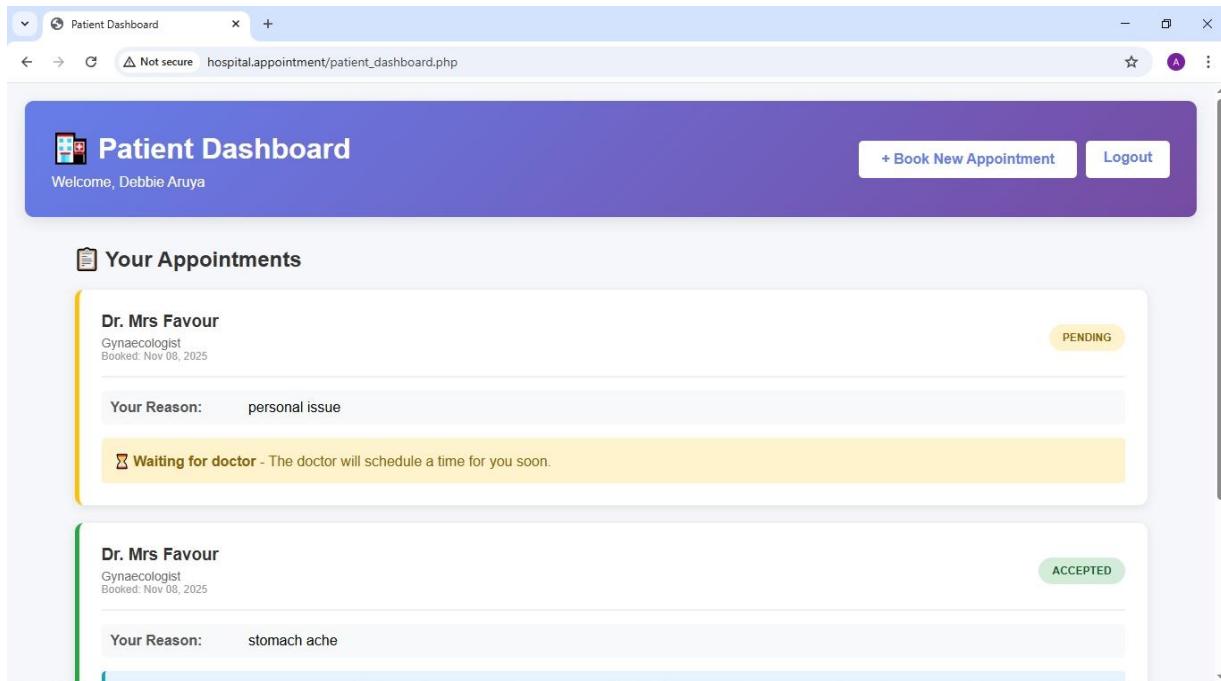 Patient Dashboard
Not secure hospital.appointment/patient_dashboard.php
A
Patient Dashboard
Welcome, Debbie Aruya
+ Book New Appointment
Logout
Your Appointments
Dr. Mrs Favour
Gynaecologist
Booked: Nov 08, 2025
PENDING
Your Reason: personal issue
Waiting for doctor - The doctor will schedule a time for you soon.
Dr. Mrs Favour
Gynaecologist
Booked: Nov 08, 2025
ACCEPTED
Your Reason: stomach ache